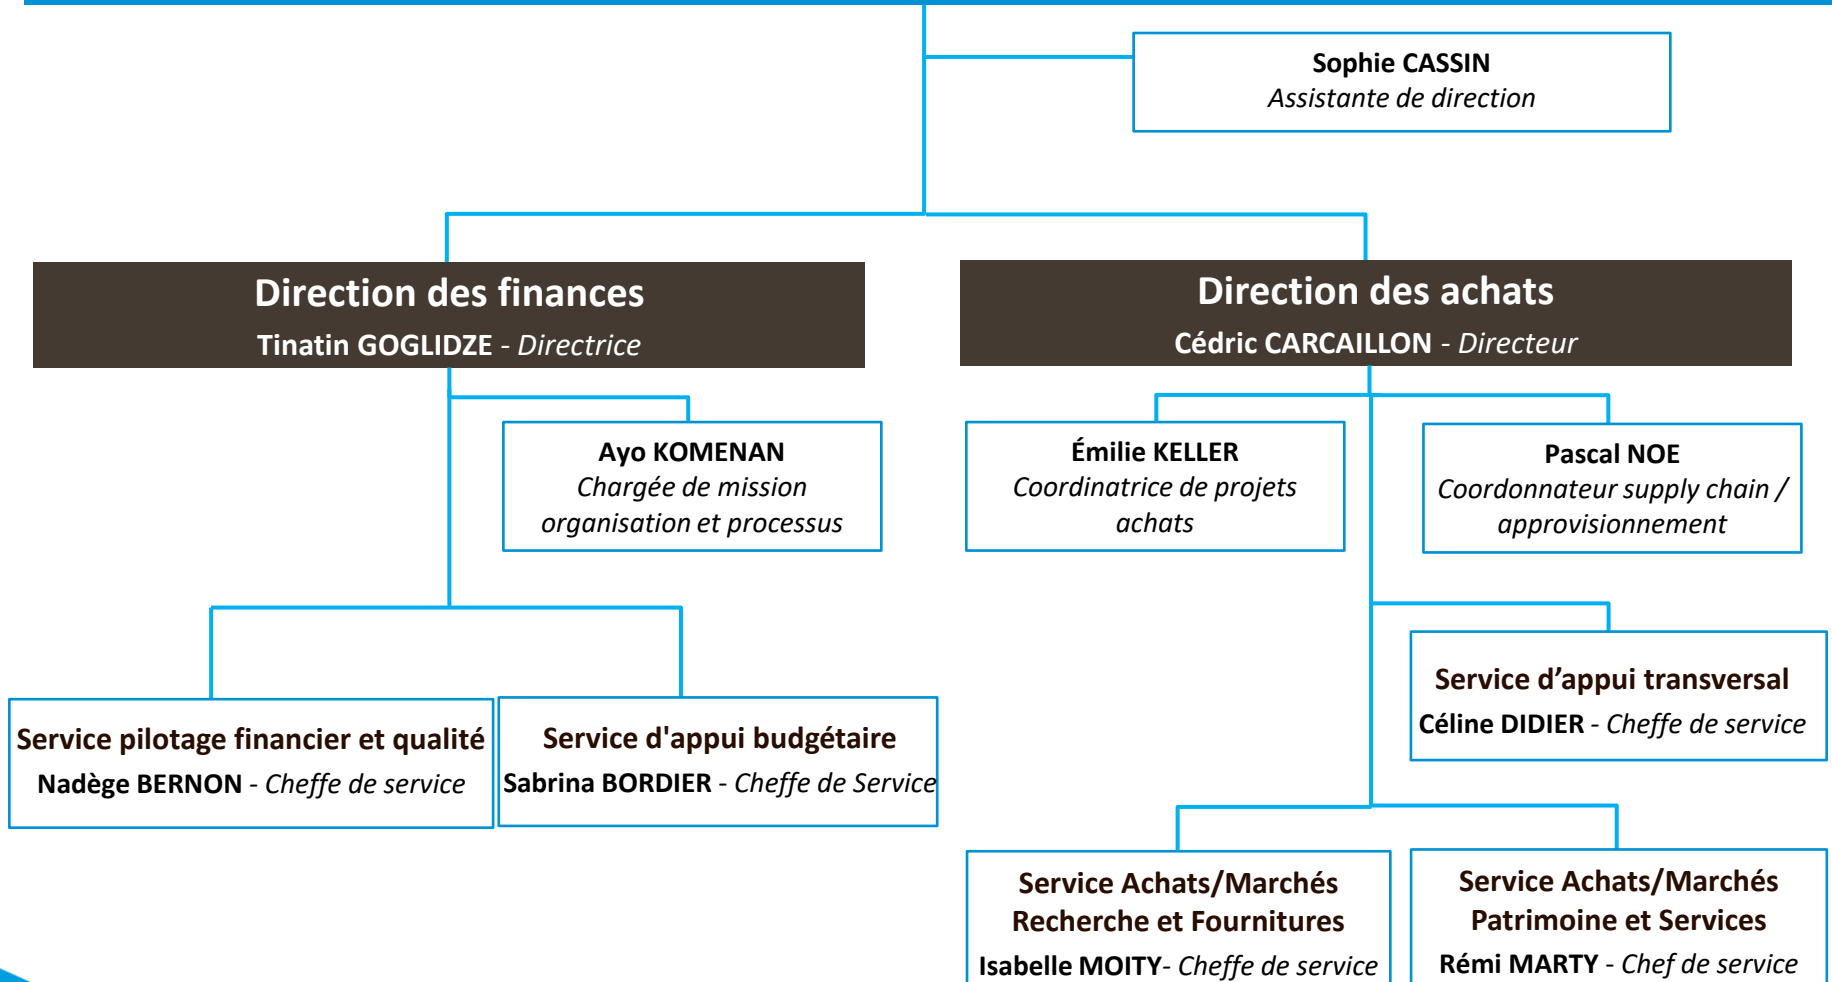 Sophie CASSIN
Assistante de direction
Direction des finances
Tinatin GOGLIDZE - Directrice
Direction des achats
Cédric CARCAILLON - Directeur
Ayo KOMENAN
Chargée de mission
organisation et processus
Émilie KELLER
Coordinatrice de projets
achats
Pascal NOE
Coordonnateur supply chain /
approvisionnement
Service pilotage financier et qualité
Nadège BERNON - Cheffe de service
Service d'appui budgétaire
Sabrina BORDIER - Cheffe de Service
Service d’appui transversal
Céline DIDIER - Cheffe de service
Service Achats/Marchés
Recherche et Fournitures
Isabelle MOITY- Cheffe de service
Service Achats/Marchés
Patrimoine et Services
Rémi MARTY - Chef de service